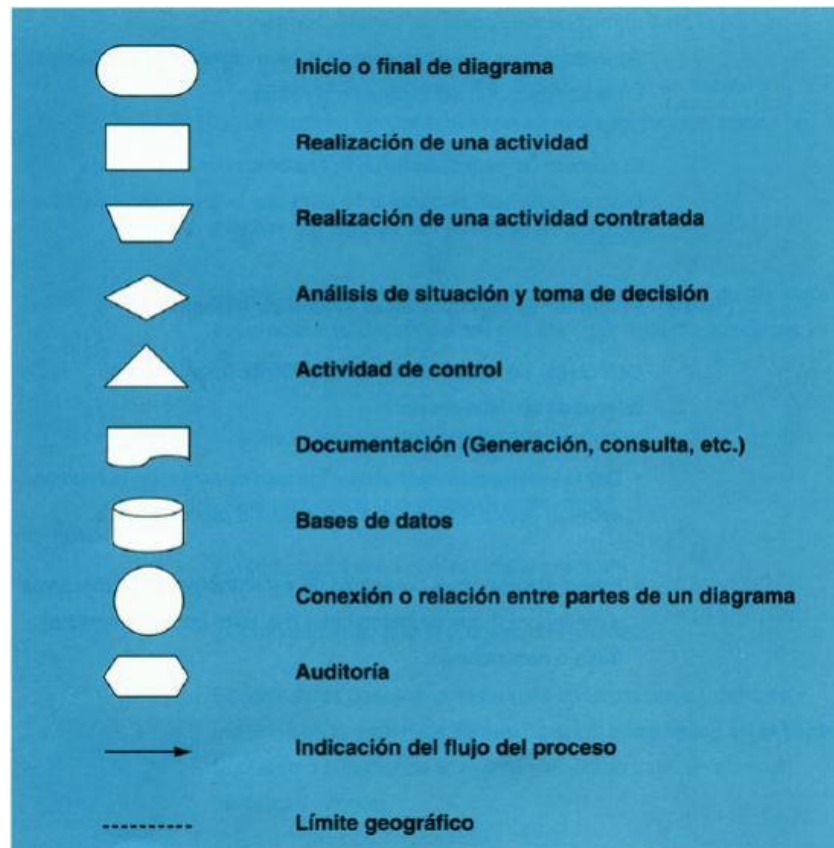 Inicio o final de diagrama
Realización de una actividad
Realización de una actividad contratada
Análisis de situación y toma de decisión
Actividad de control
Documentación (Generación, consulta, etc.)
Bases de datos
Conexión o relación entre partes de un diagrama
Auditoría
Indicación del flujo del proceso
Límite geográfico